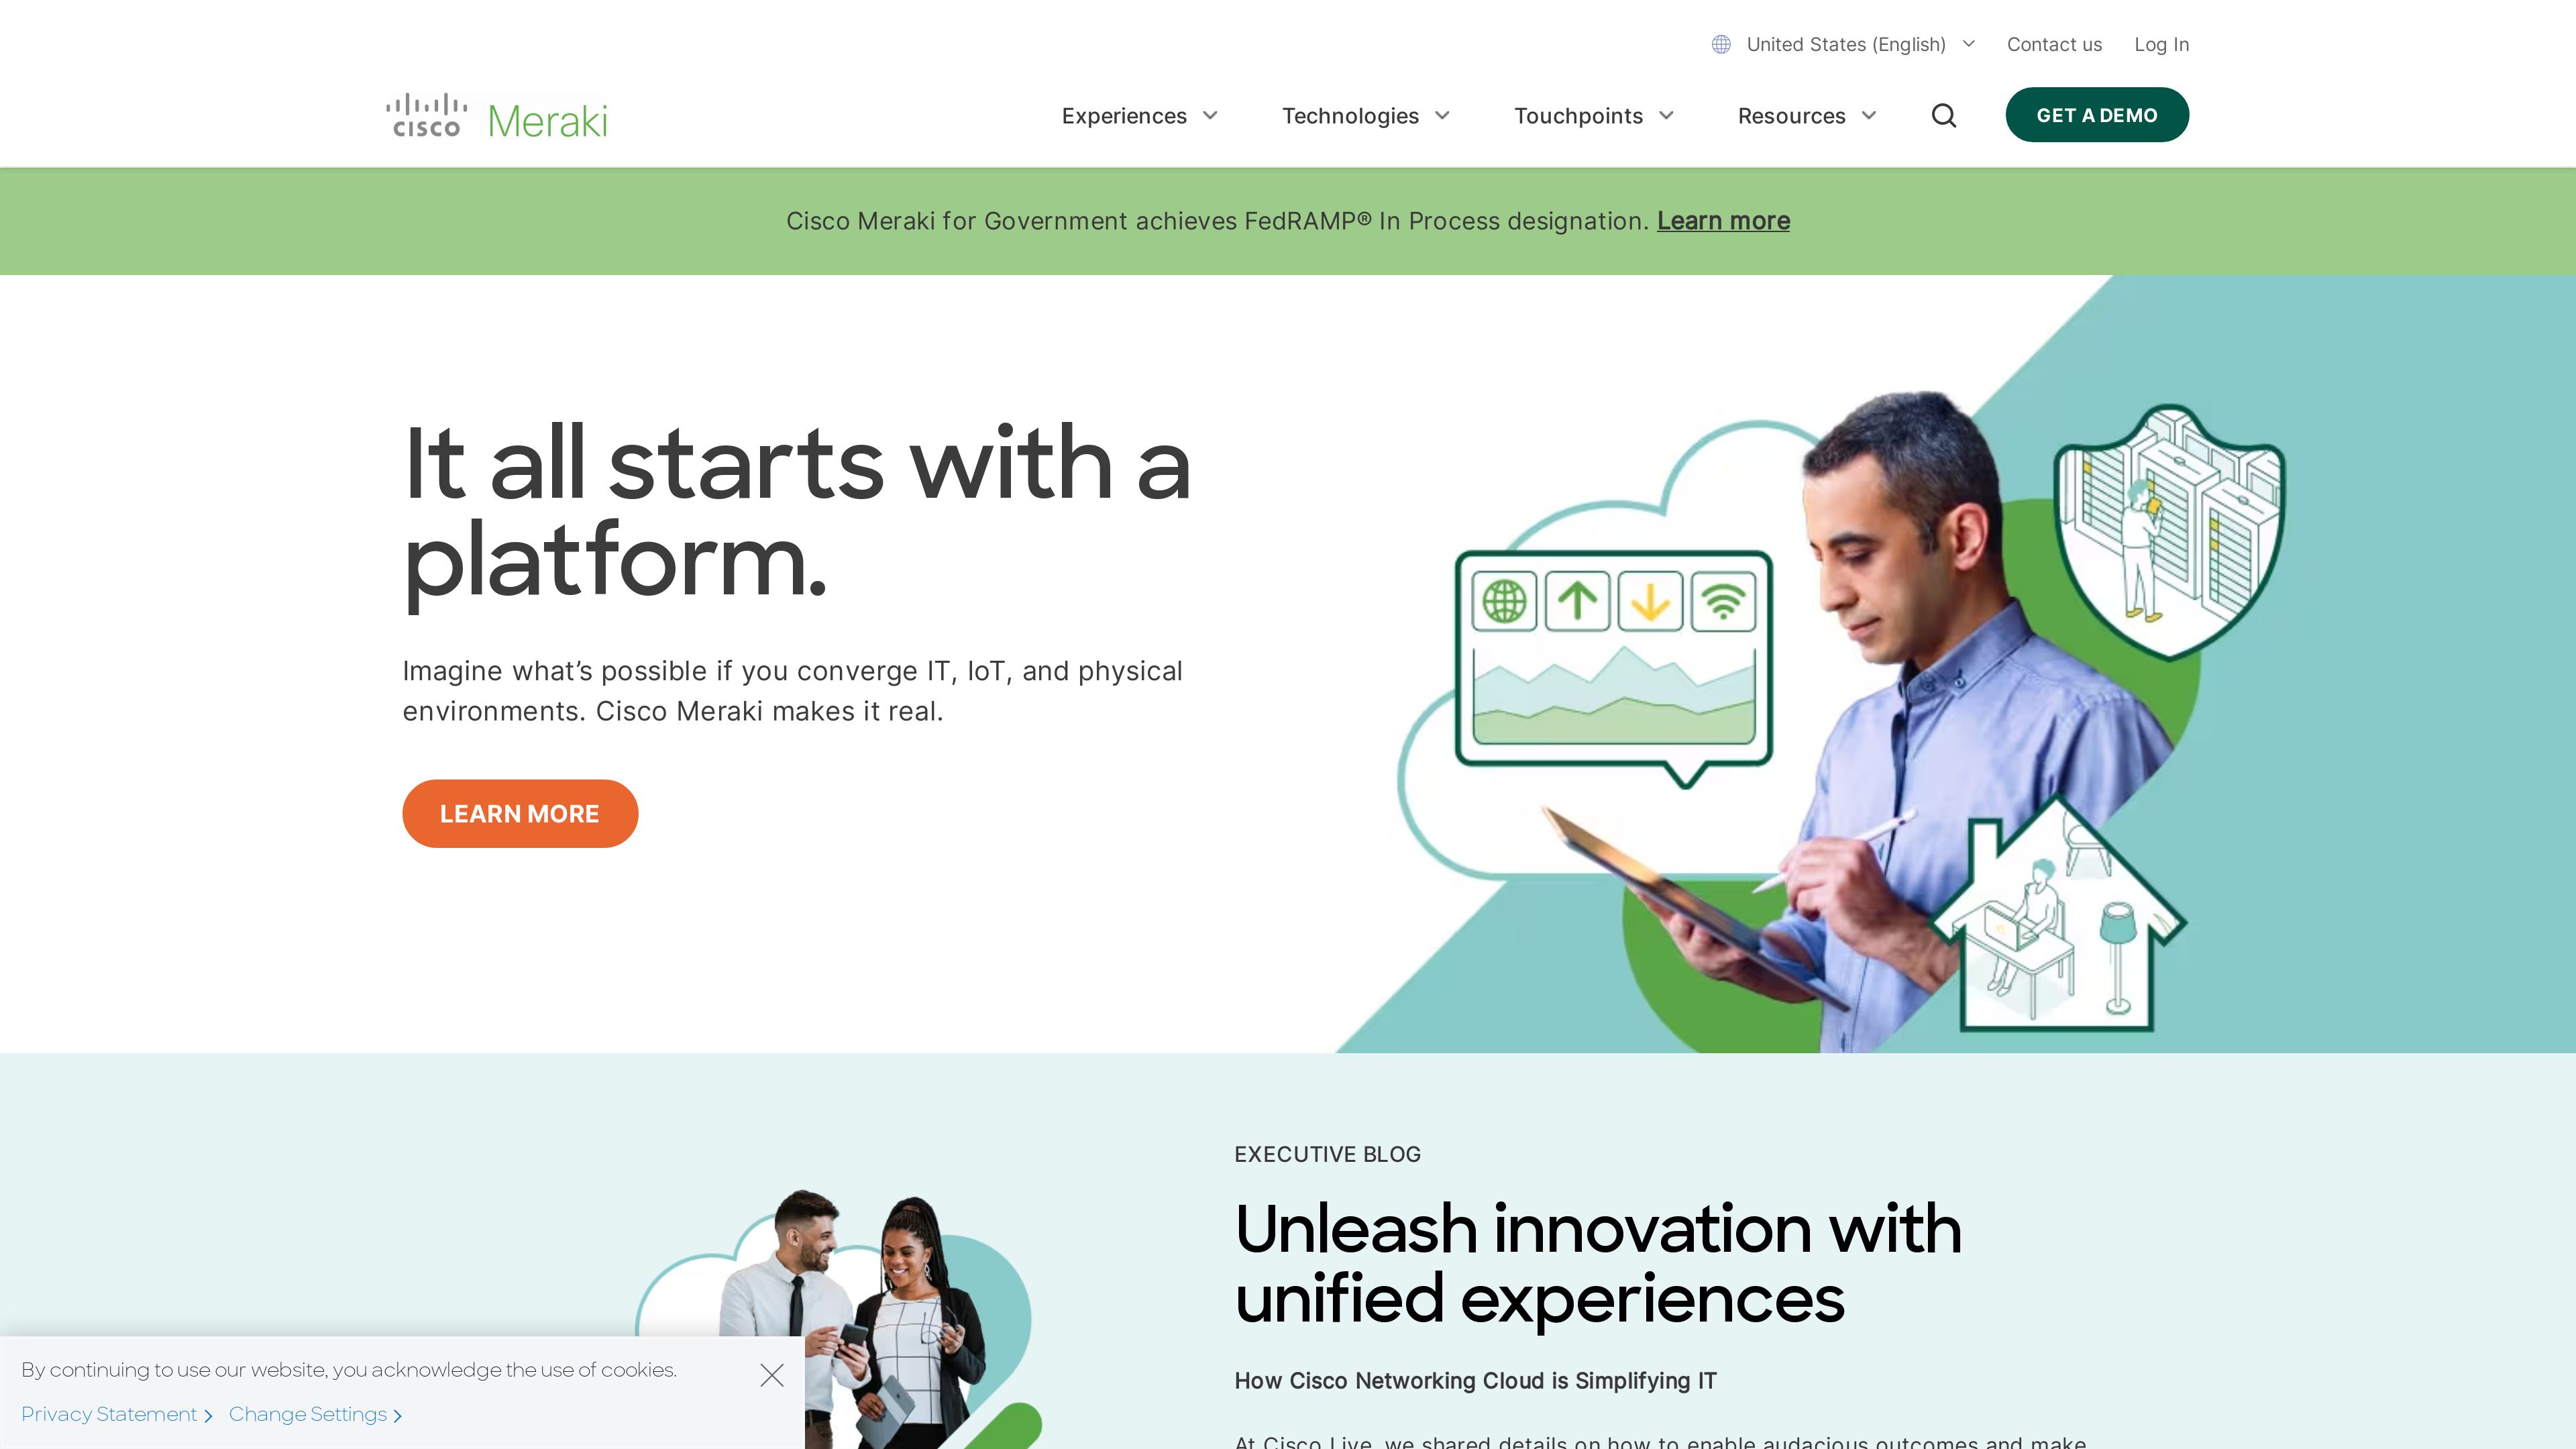 United States (English)
Contact us
Log In
CISCO Meraki
Experiences
Technologies
Touchpoints
Resources
GET A DEMO
Cisco Meraki for Government achieves FedRAMP® In Process designation. Learn more
It all starts with a
platform.
Imagine what’s possible if you converge IT, IoT, and physical
environments. Cisco Meraki makes it real.
LEARN MORE
EXECUTIVE BLOG
Unleash innovation with
unified experiences
How Cisco Networking Cloud is Simplifying IT
At Cisco Live, we shared details on how to enable audacious outcomes and make
By continuing to use our website, you acknowledge the use of cookies.
Privacy Statement
Change Settings